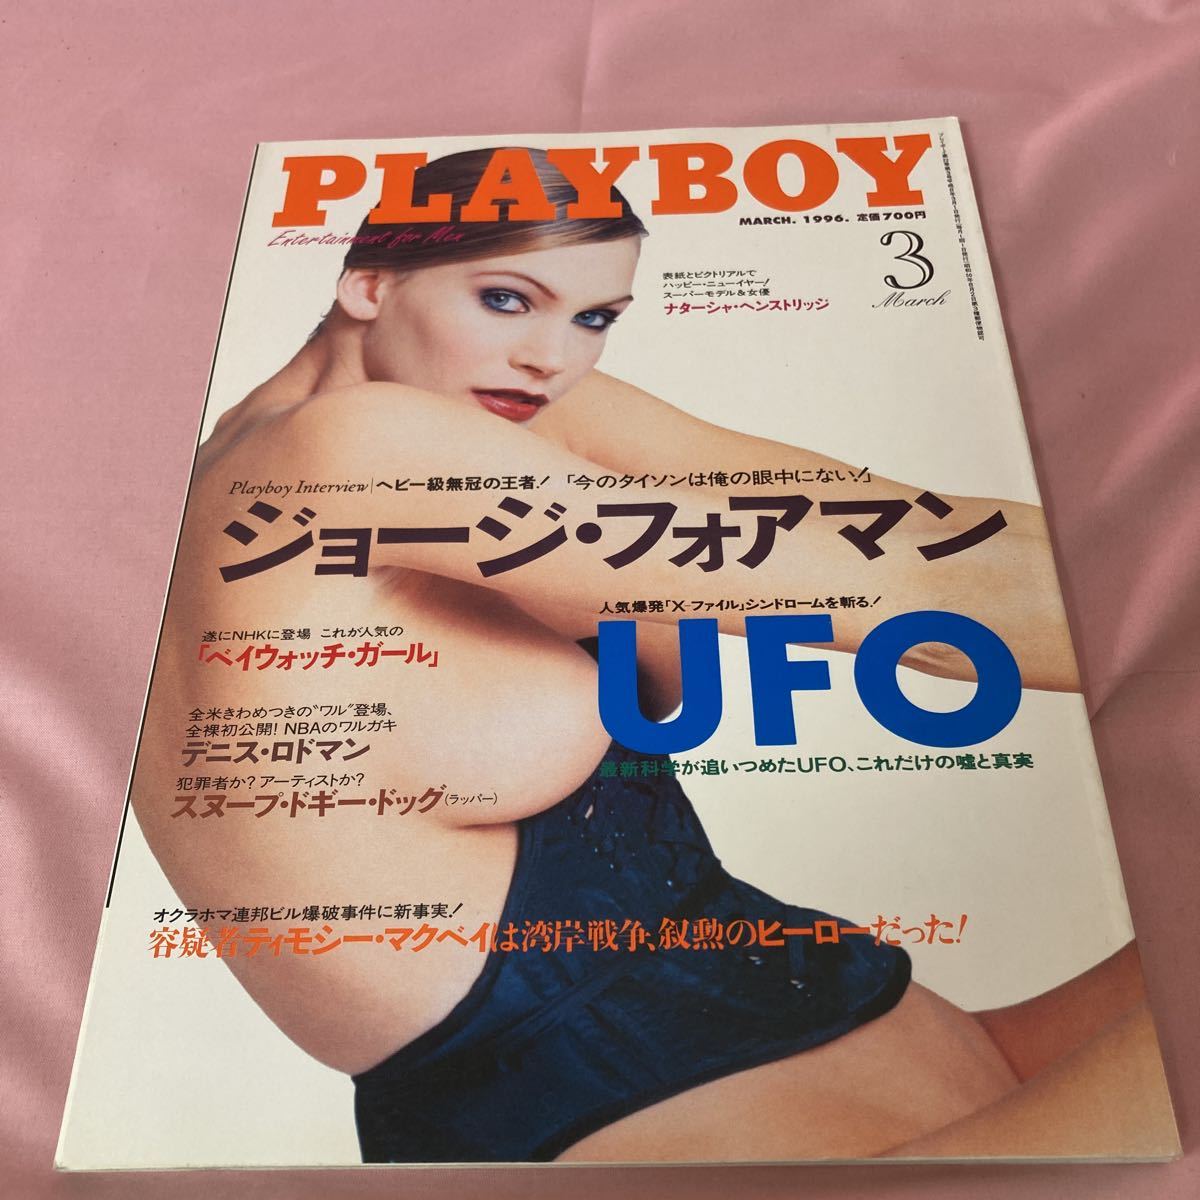 PLAYBOY
Entertainment for Men
MARCH. 1996. 定価700円
3
March
表紙とピクトリアルで
ハッピー・ニューイヤー!
スーパーモデル&女優
ナターシャ・ヘンストリッジ
Playboy Interview|ヘビー級無冠の王者!「今のタイソンは俺の眼中にない!」
ジョージ・フォアマン
人気爆発「X-ファイル」シンドロームを斬る!
UFO
最新科学が追いつめたUFO、これだけの嘘と真実
遂にNHKに登場 これが人気の
「ベイウォッチ・ガール」
全米きわめつきの“ワル”登場、
全裸初公開! NBAのワルガキ
デニス・ロドマン
犯罪者か? アーティストか?
スヌープ・ドギー・ドッグ(ラッパー)
オクラホマ連邦ビル爆破事件に新事実!
容疑者ティモシー・マクベイは湾岸戦争、叙勲のヒーローだった!